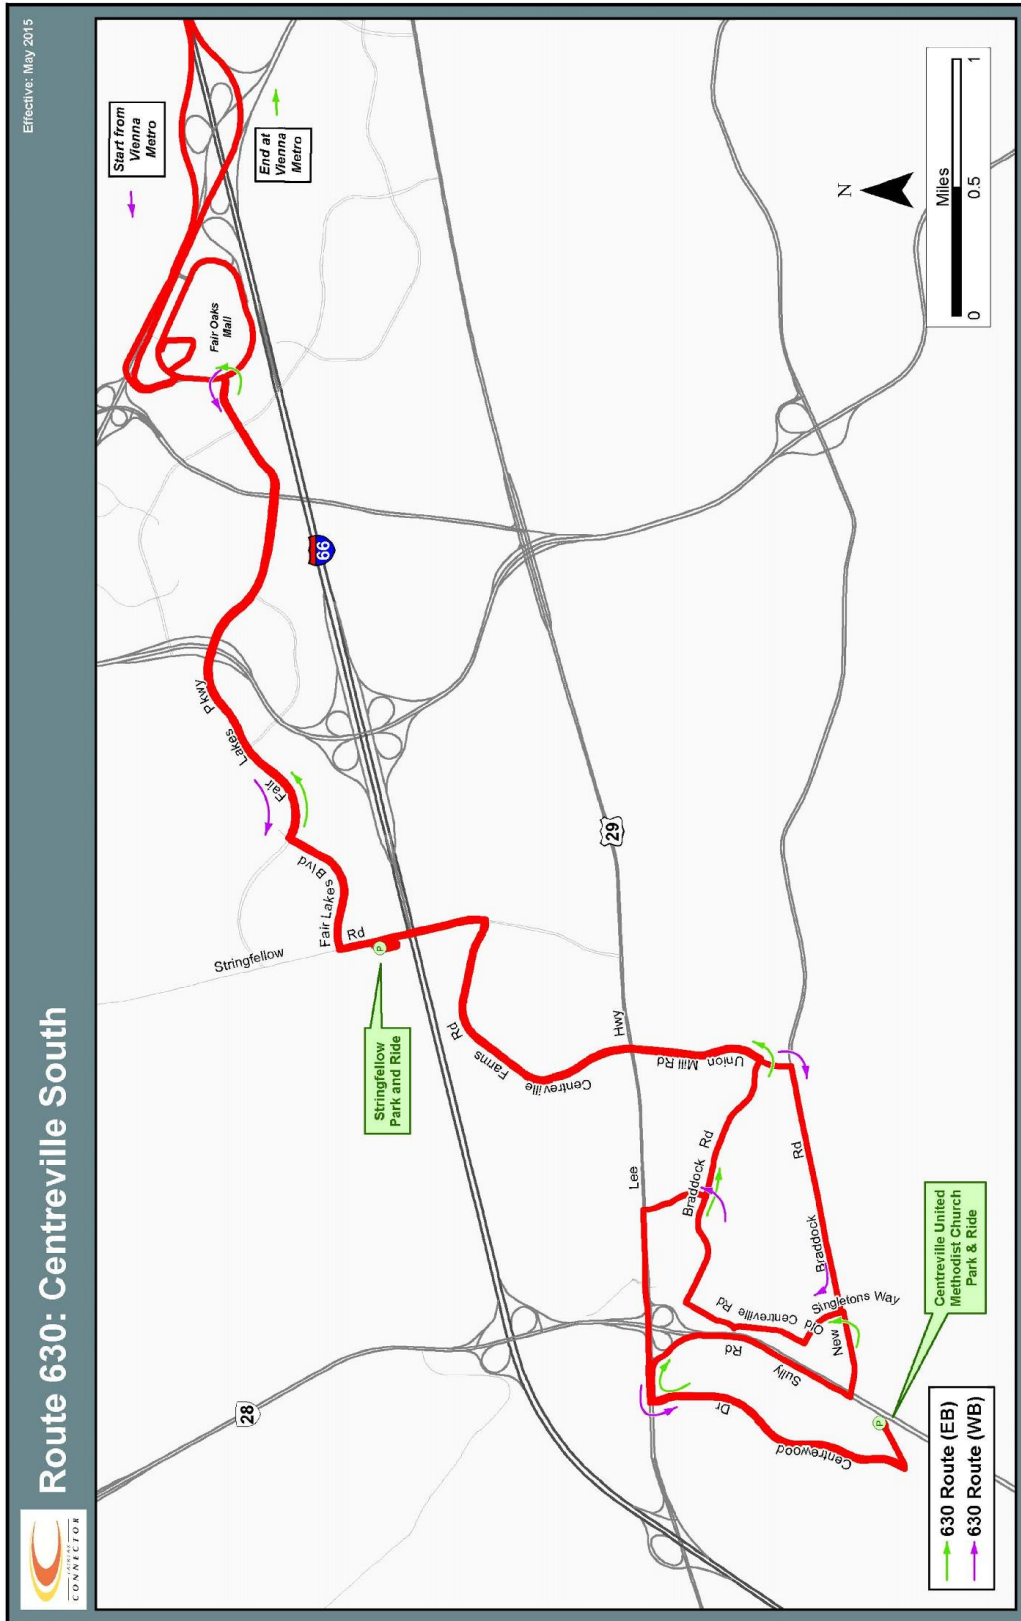 Route 630: Centreville South
Effective: May 2015
FAIRFAX
CONNECTOR
Start from
Vienna
Metro
End at
Vienna
Metro
Fair Oaks
Mall
66
Fair Lakes Pkwy
Fair Lakes Blvd
Stringfellow Rd
Stringfellow
Park and Ride
P
28
29
Centreville Farms Rd
Lee Hwy
Union Mill Rd
Braddock Rd
New Braddock Rd
Singletons Way
Old Centreville Rd
Sully Rd
Centrewood Dr
P
Centreville United
Methodist Church
Park & Ride
N
Miles
0 0.5 1
630 Route (EB)
630 Route (WB)